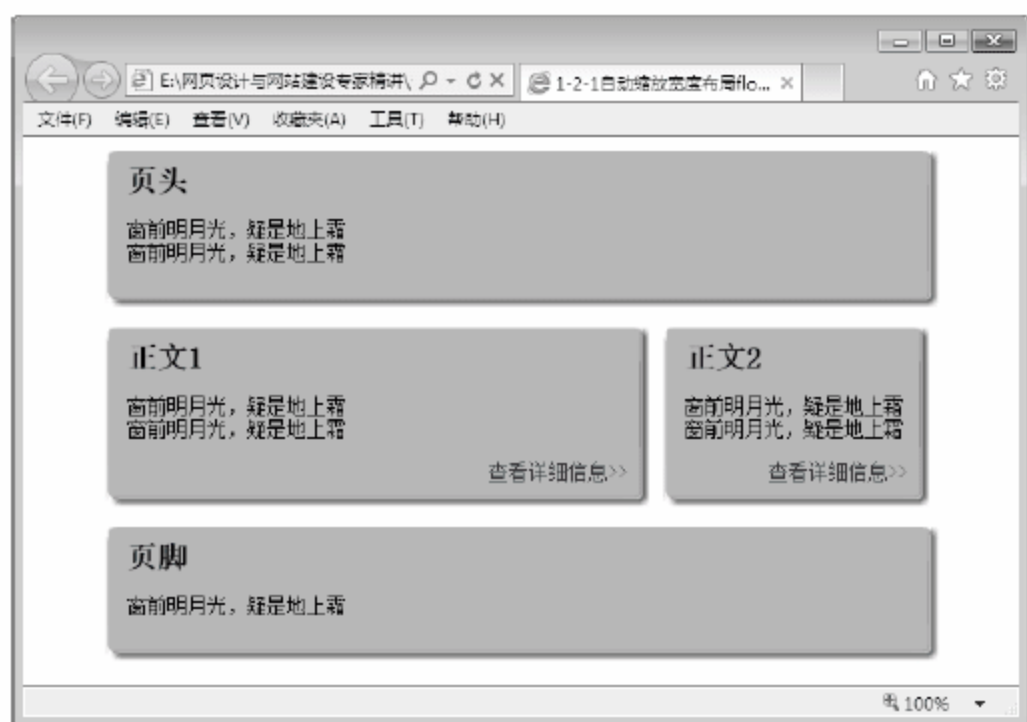 E:\网页设计与网站建设专家精讲\
1-2-1自动缩放宽度布局flo...
文件(F) 编辑(E) 查看(V) 收藏夹(A) 工具(T) 帮助(H)
页头
窗前明月光，疑是地上霜
窗前明月光，疑是地上霜
正文1
窗前明月光，疑是地上霜
窗前明月光，疑是地上霜
查看详细信息>>
正文2
窗前明月光，疑是地上霜
窗前明月光，疑是地上霜
查看详细信息>>
页脚
窗前明月光，疑是地上霜
100%